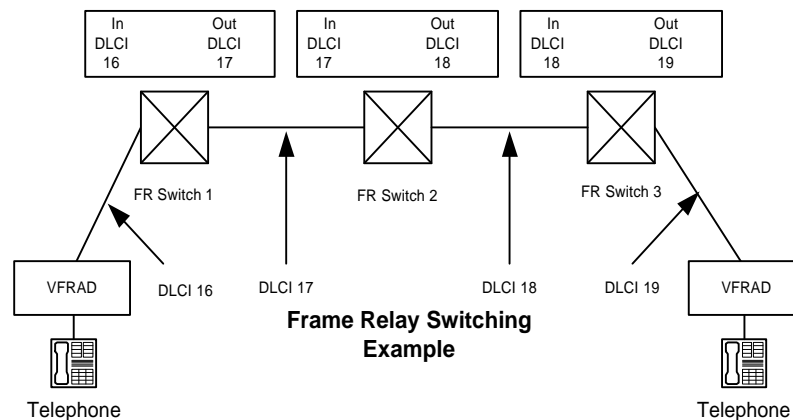 In Out
DLCI DLCI
16 17
In Out
DLCI DLCI
17 18
In Out
DLCI DLCI
18 19
FR Switch 1
FR Switch 2
FR Switch 3
VFRAD
DLCI 16
DLCI 17
DLCI 18
DLCI 19
VFRAD
Frame Relay Switching
Example
Telephone
Telephone